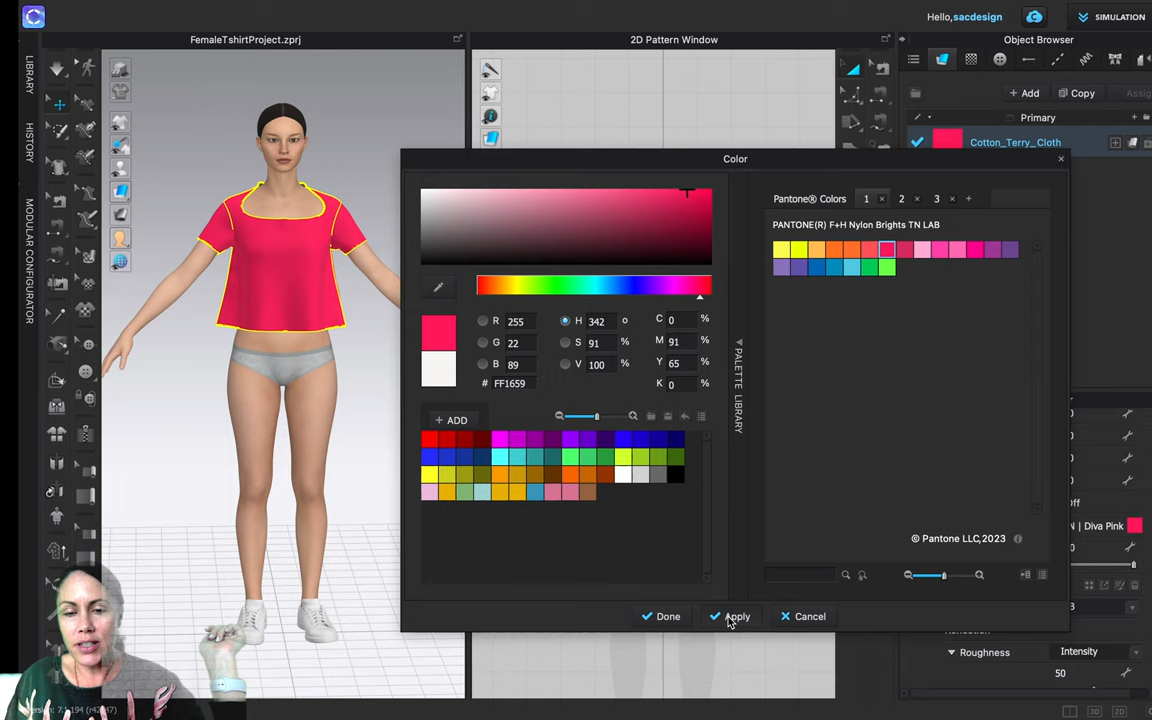 Hello, sacdesign
SIMULATION
FemaleTshirtProject.zprj
2D Pattern Window
Object Browser
LIBRARY
HISTORY
MODULAR CONFIGURATOR
+ Add
Copy
Primary
Cotton_Terry_Cloth
Color
Pantone® Colors
1
2
3
PANTONE(R) F+H Nylon Brights TN LAB
R 255
H 342 o
C 0 %
G 22
S 91 %
M 91 %
B 89
V 100 %
Y 65 %
# FF1659
K 0 %
PALETTE LIBRARY
+ ADD
N | Diva Pink
© Pantone LLC,2023
Done
Apply
Cancel
Roughness
Intensity
50
3D
2D